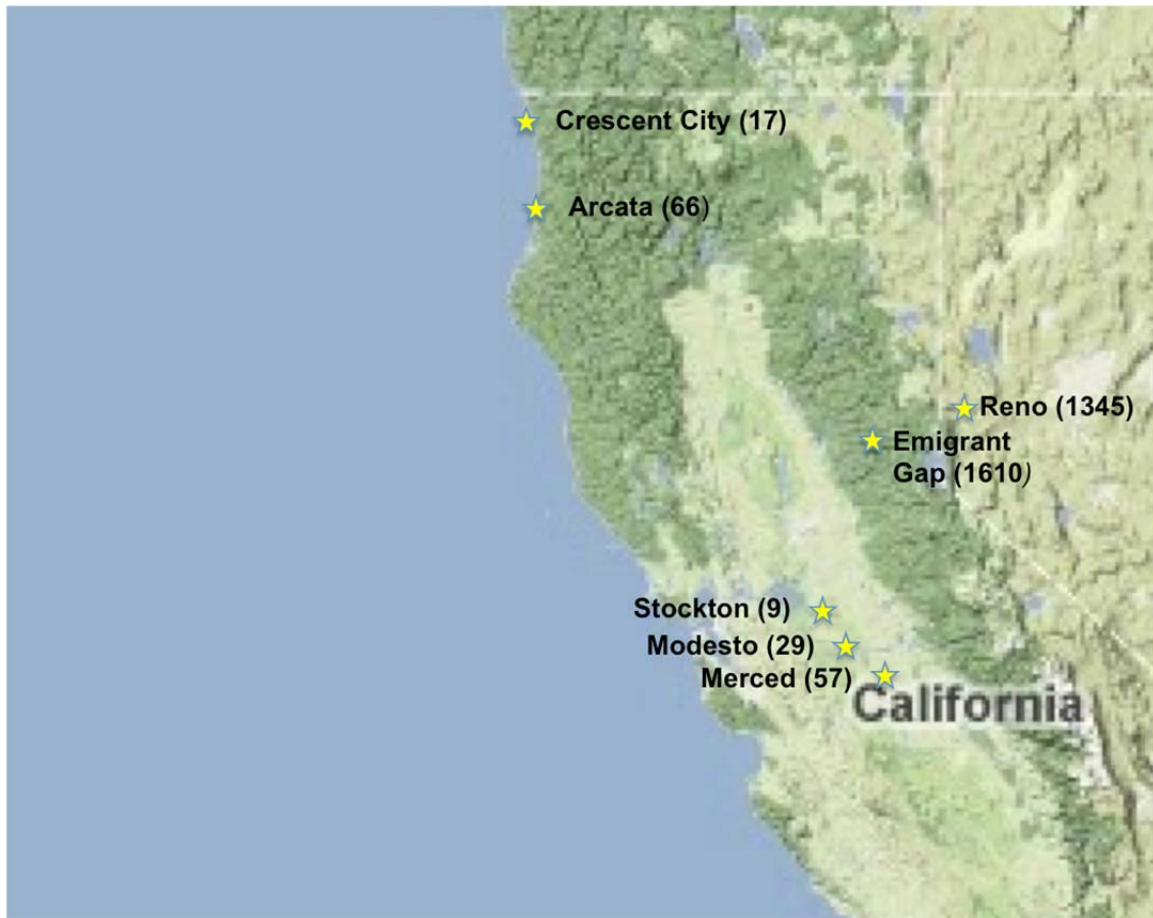 Crescent City (17)
Arcata (66)
Reno (1345)
Emigrant
Gap (1610)
Stockton (9)
Modesto (29)
Merced (57)
California